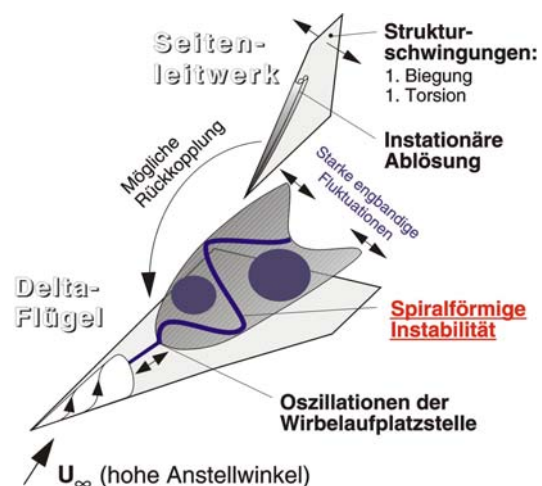 Seiten-
leitwerk
Struktur-
schwingungen:
1. Biegung
1. Torsion
Instationäre
Ablösung
Mögliche
Rückkopplung
Starke engbandige
Fluktuationen
Delta-
Flügel
Spiralförmige
Instabilität
Oszillationen der
Wirbelaufplatzstelle
U∞ (hohe Anstellwinkel)